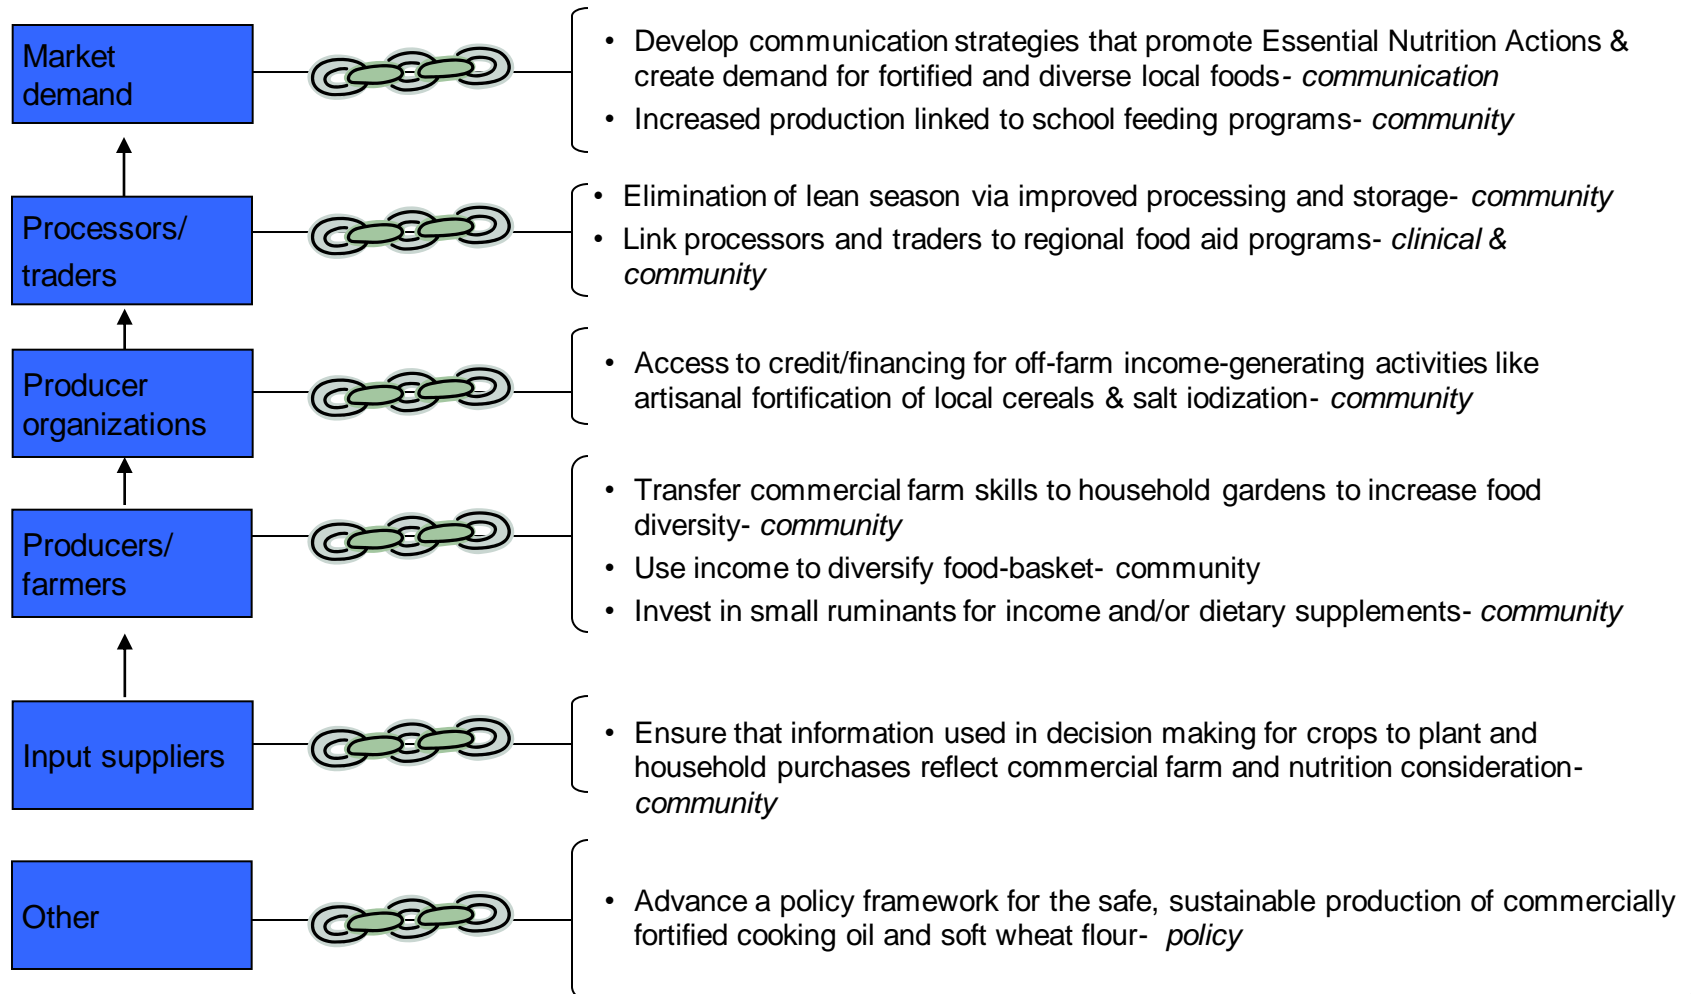 Market
demand
• Develop communication strategies that promote Essential Nutrition Actions &
create demand for fortified and diverse local foods- communication
• Increased production linked to school feeding programs- community
Processors/
traders
• Elimination of lean season via improved processing and storage- community
• Link processors and traders to regional food aid programs- clinical &
community
Producer
organizations
• Access to credit/financing for off-farm income-generating activities like
artisanal fortification of local cereals & salt iodization- community
Producers/
farmers
• Transfer commercial farm skills to household gardens to increase food
diversity- community
• Use income to diversify food-basket- community
• Invest in small ruminants for income and/or dietary supplements- community
Input suppliers
• Ensure that information used in decision making for crops to plant and
household purchases reflect commercial farm and nutrition consideration-
community
Other
• Advance a policy framework for the safe, sustainable production of commercially
fortified cooking oil and soft wheat flour- policy